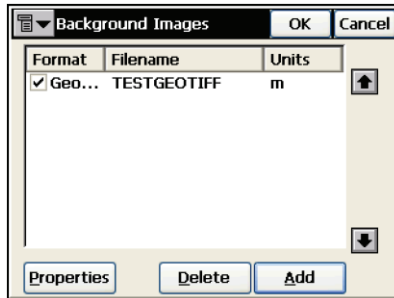 Background Images OK Cancel
Format Filename Units
Geo... TESTGEOTIFF m
Properties Delete Add